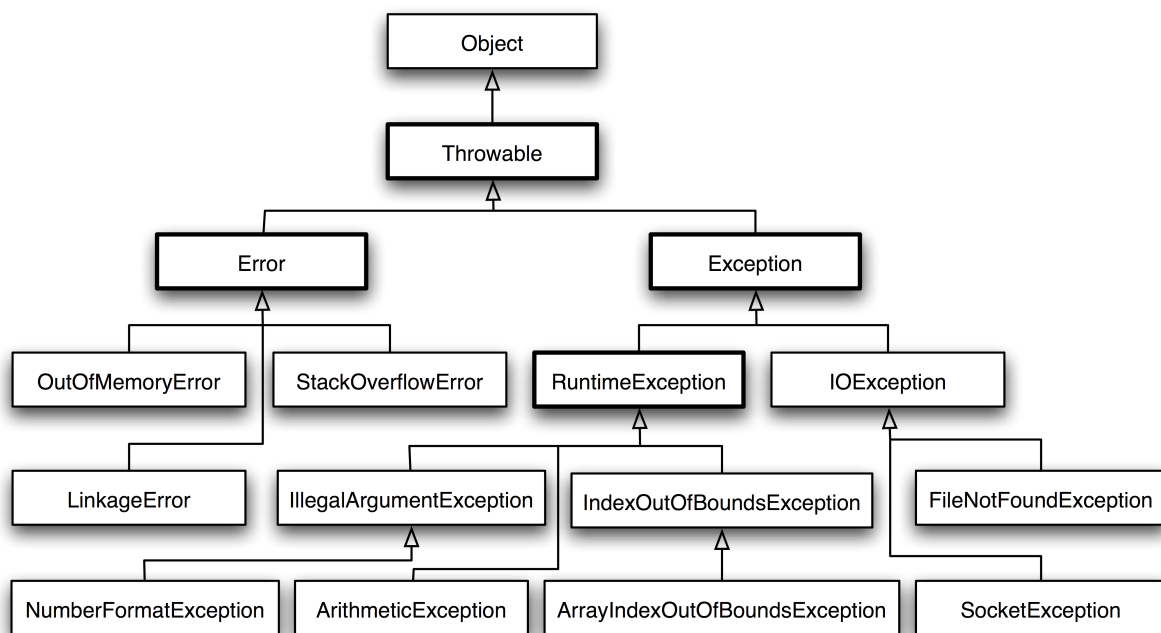 Object
Throwable
Error
Exception
OutOfMemoryError
StackOverflowError
RuntimeException
IOException
LinkageError
IllegalArgumentException
IndexOutOfBoundsException
FileNotFoundException
NumberFormatException
ArithmeticException
ArrayIndexOutOfBoundsException
SocketException